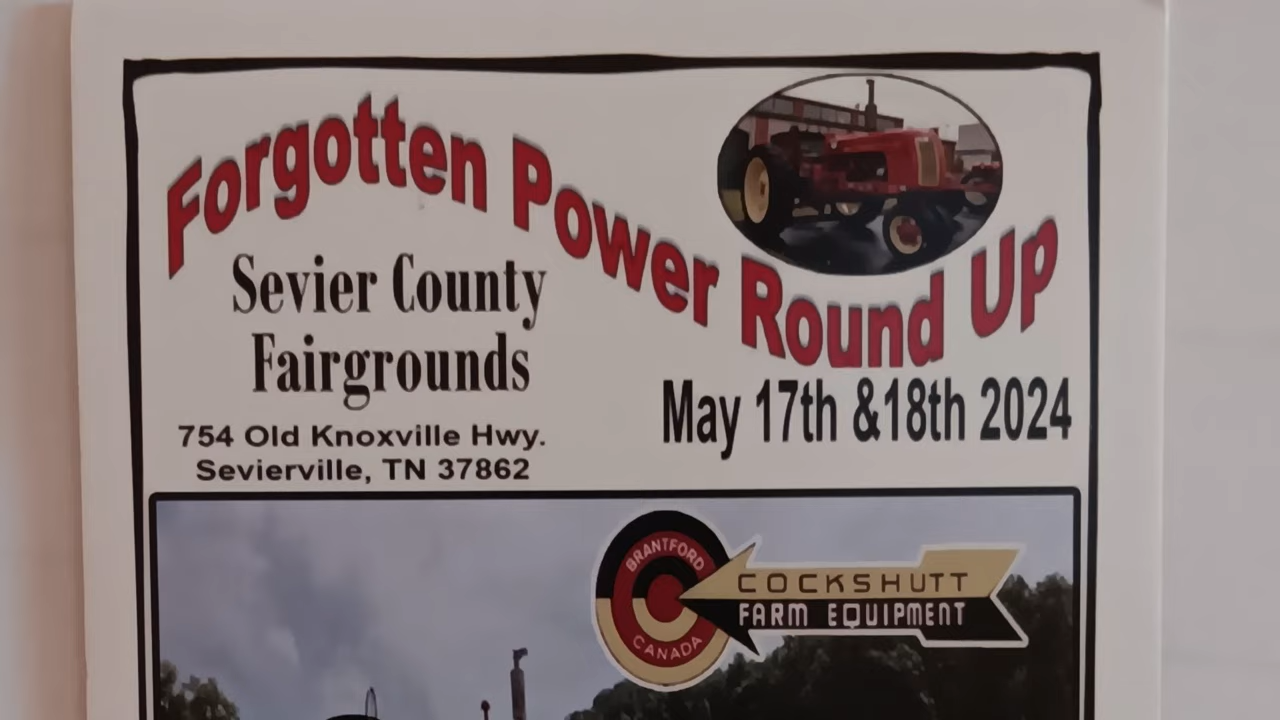 Forgotten Power Round Up
Sevier County
Fairgrounds
754 Old Knoxville Hwy.
Sevierville, TN 37862
May 17th &18th 2024
BRANTFORD
CANADA
COCKSHUTT
FARM EQUIPMENT